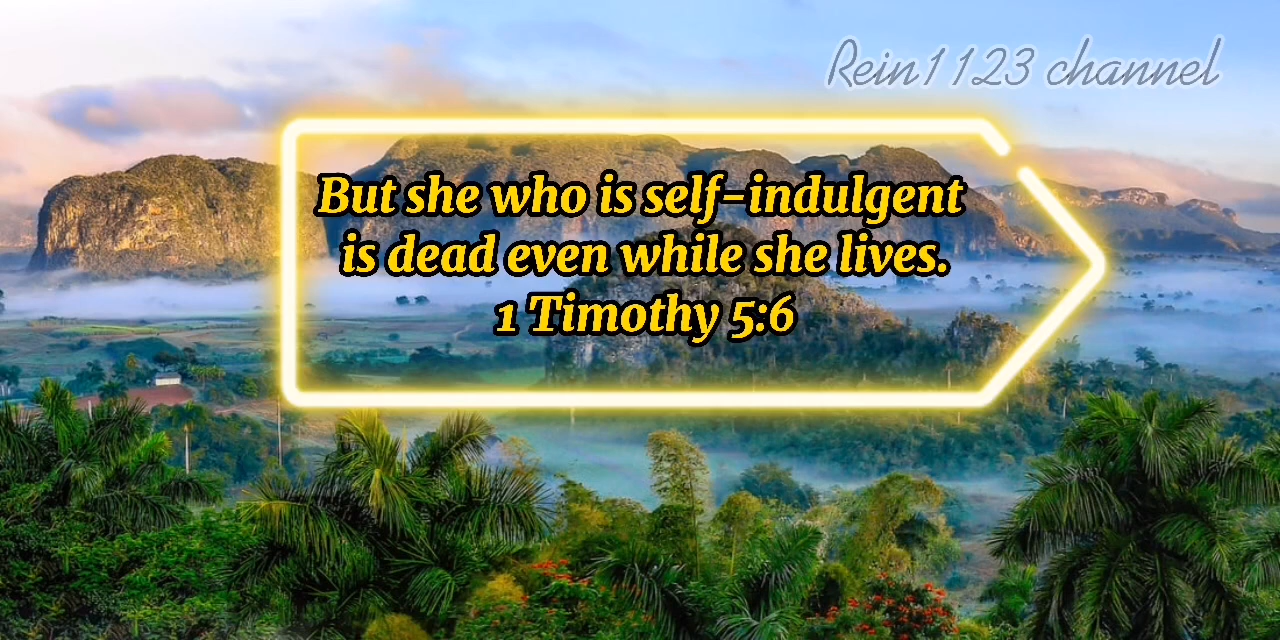 Rein1123 channel
But she who is self-indulgent
is dead even while she lives.
1 Timothy 5:6